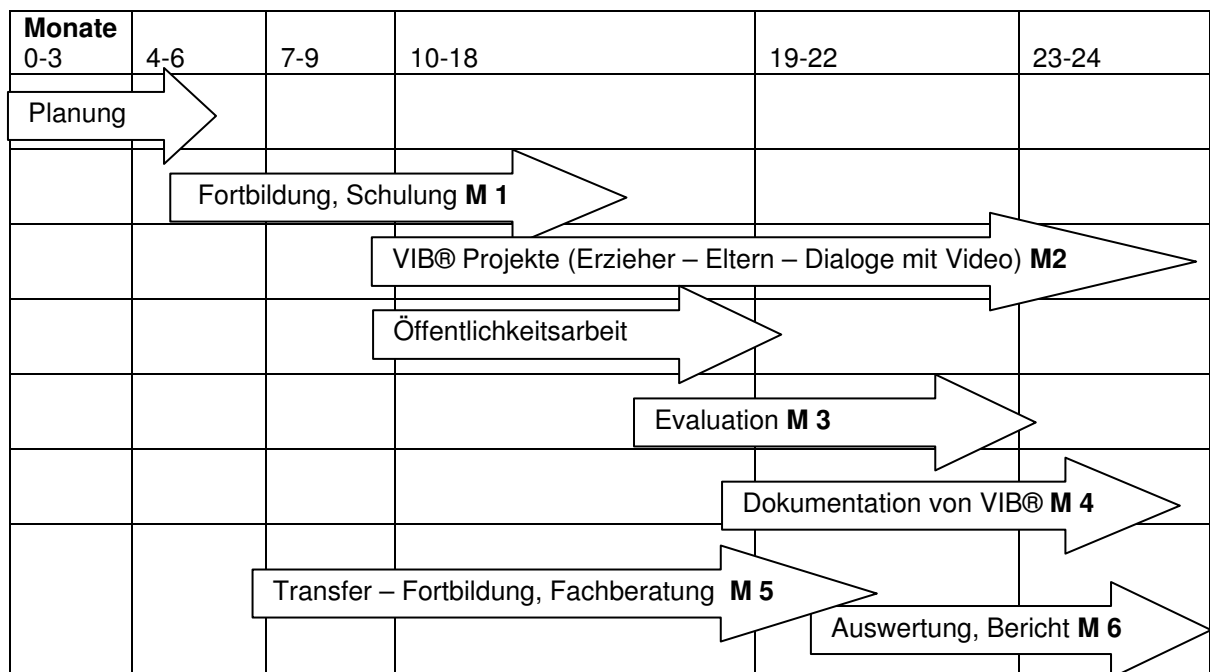 Monate
0-3 4-6 7-9 10-18 19-22 23-24
Planung
Fortbildung, Schulung M 1
VIB® Projekte (Erzieher – Eltern – Dialoge mit Video) M2
Öffentlichkeitsarbeit
Evaluation M 3
Dokumentation von VIB® M 4
Transfer – Fortbildung, Fachberatung M 5
Auswertung, Bericht M 6